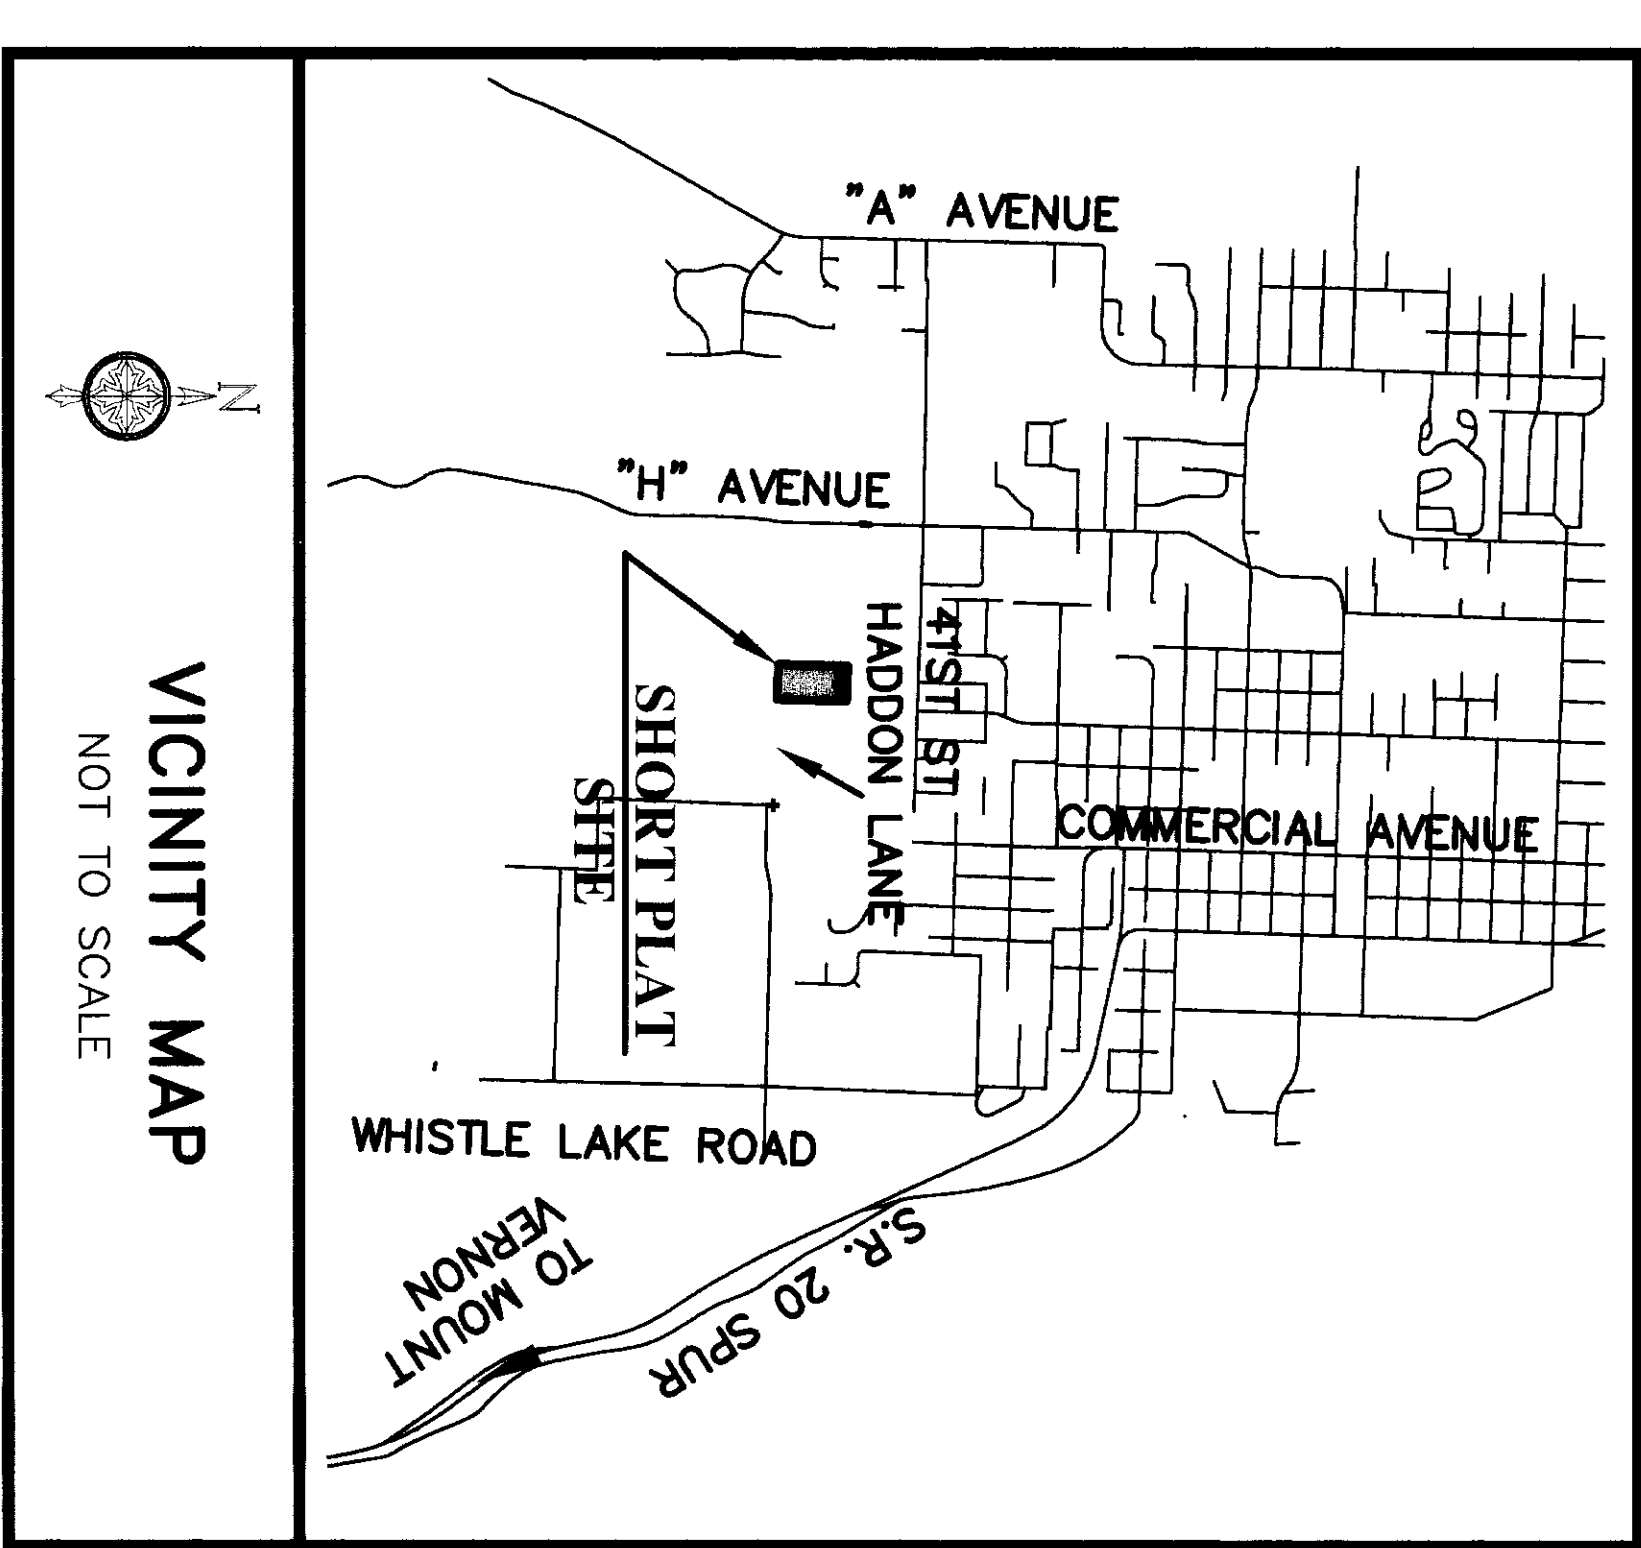 "A" AVENUE
"H" AVENUE
41ST ST
HADDON LANE
COMMERCIAL AVENUE
SHORT PLAT
SITE
WHISTLE LAKE ROAD
S.R. 20 SPUR
TO MOUNT
VERNON
N
VICINITY MAP
NOT TO SCALE